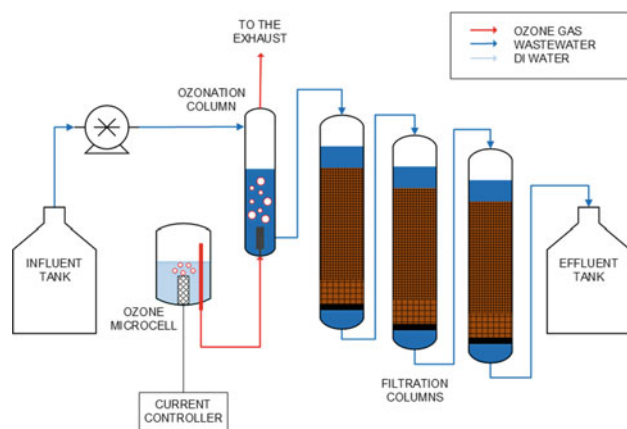 TO THE
EXHAUST
OZONE GAS
WASTEWATER
DI WATER
OZONATION
COLUMN
INFLUENT
TANK
OZONE
MICROCELL
EFFLUENT
TANK
FILTRATION
COLUMNS
CURRENT
CONTROLLER